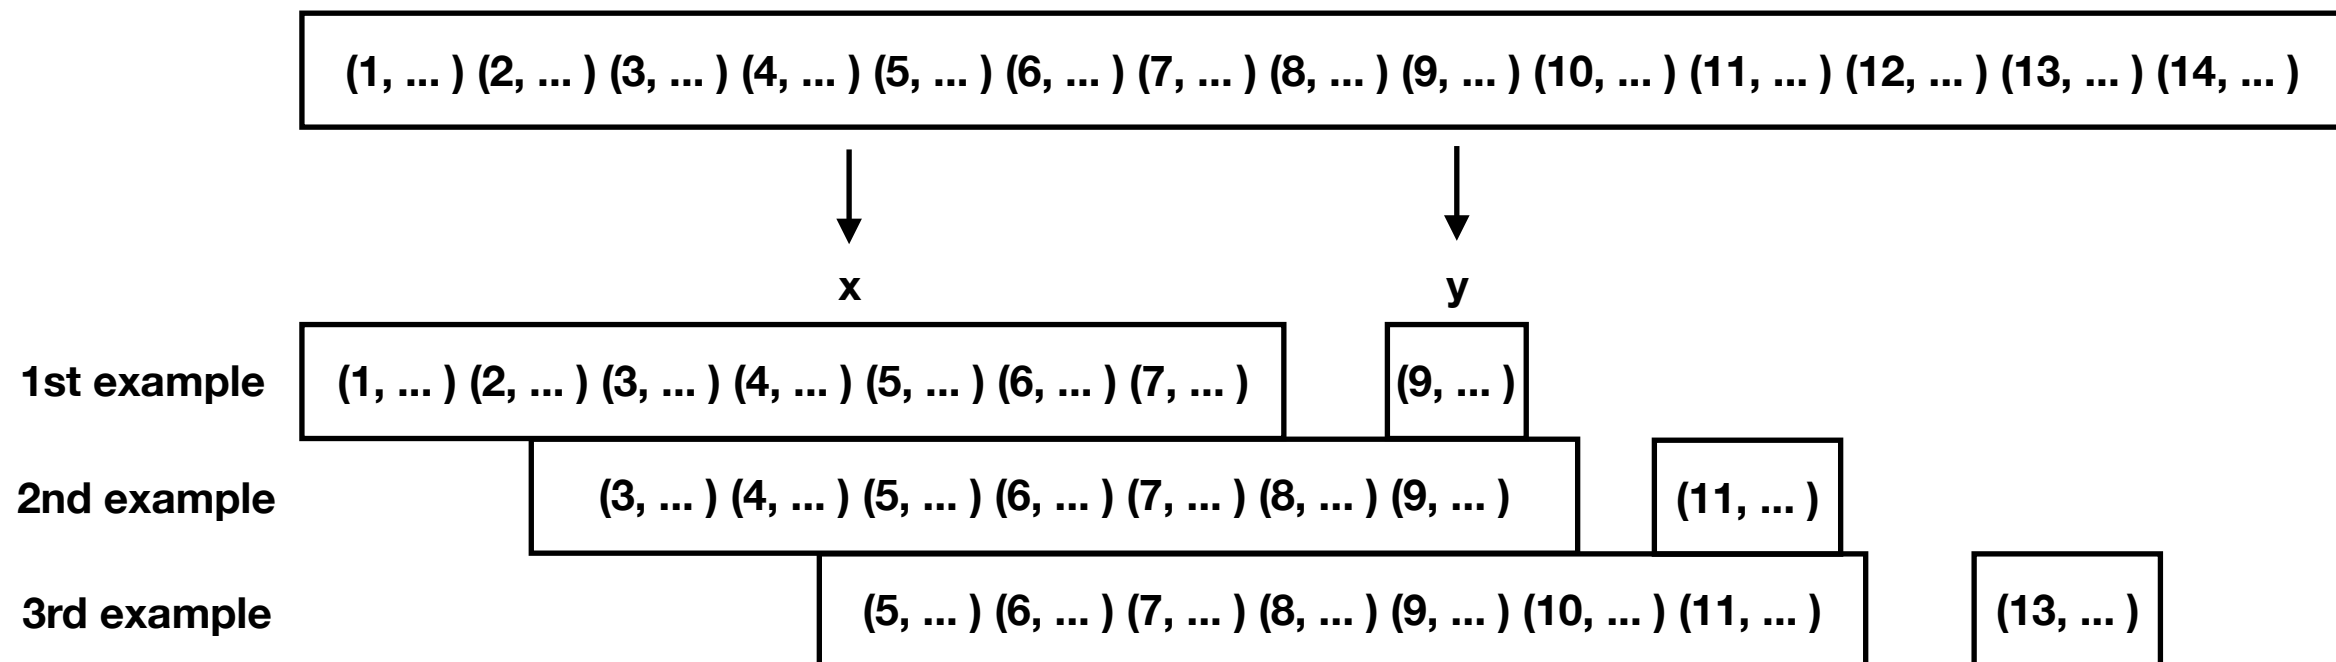 (1, ... ) (2, ... ) (3, ... ) (4, ... ) (5, ... ) (6, ... ) (7, ... ) (8, ... ) (9, ... ) (10, ... ) (11, ... ) (12, ... ) (13, ... ) (14, ... )
x y
1st example (1, ... ) (2, ... ) (3, ... ) (4, ... ) (5, ... ) (6, ... ) (7, ... ) (9, ... )
2nd example (3, ... ) (4, ... ) (5, ... ) (6, ... ) (7, ... ) (8, ... ) (9, ... ) (11, ... )
3rd example (5, ... ) (6, ... ) (7, ... ) (8, ... ) (9, ... ) (10, ... ) (11, ... ) (13, ... )